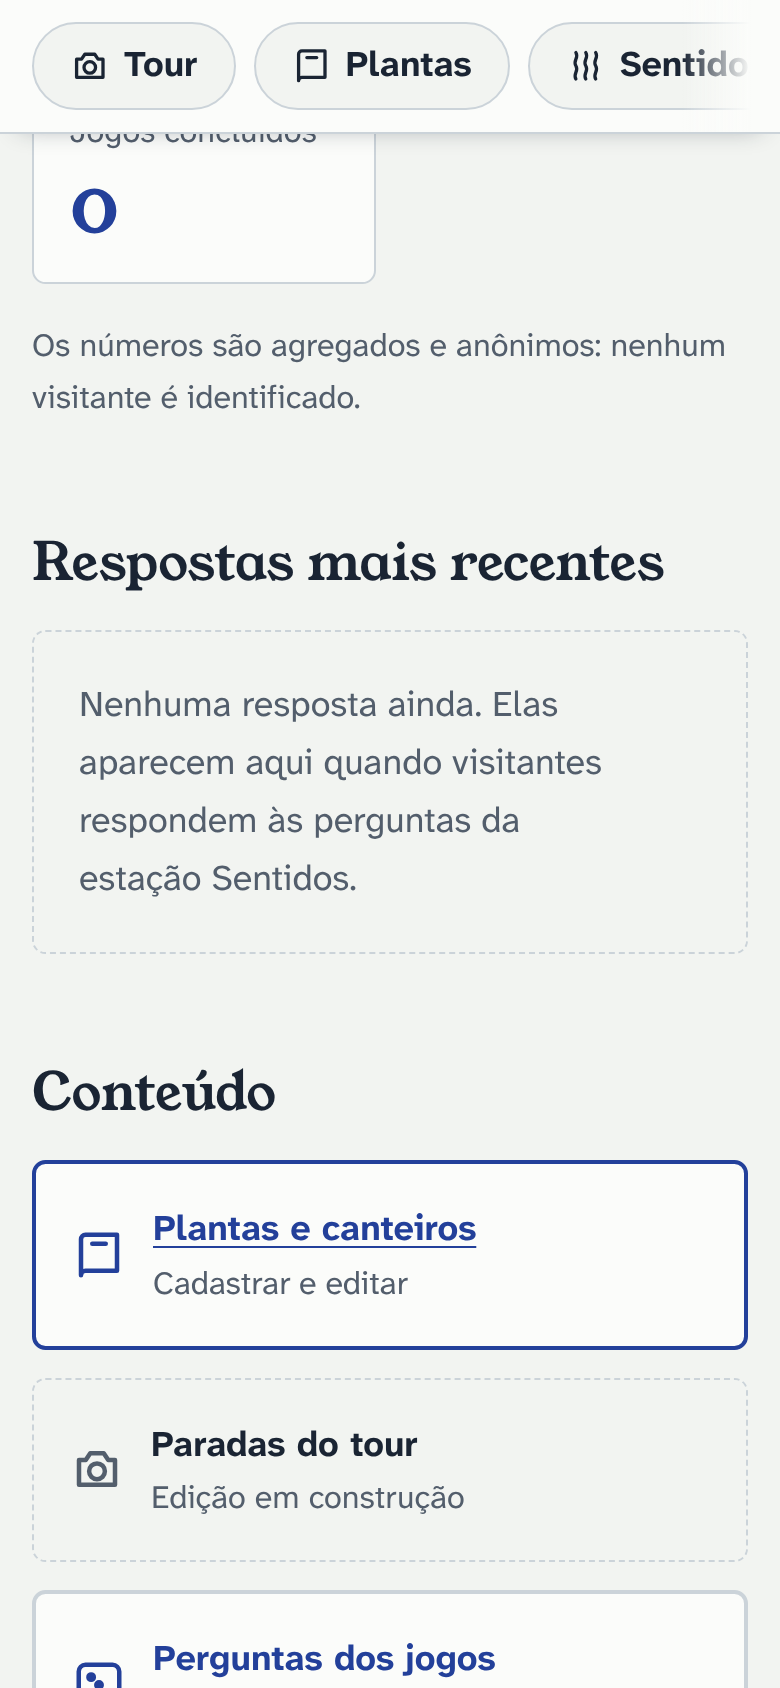 Tour
Plantas
Sentido
Jogos concluídos
0
Os números são agregados e anônimos: nenhum
visitante é identificado.
Respostas mais recentes
Nenhuma resposta ainda. Elas
aparecem aqui quando visitantes
respondem às perguntas da
estação Sentidos.
Conteúdo
Plantas e canteiros
Cadastrar e editar
Paradas do tour
Edição em construção
Perguntas dos jogos